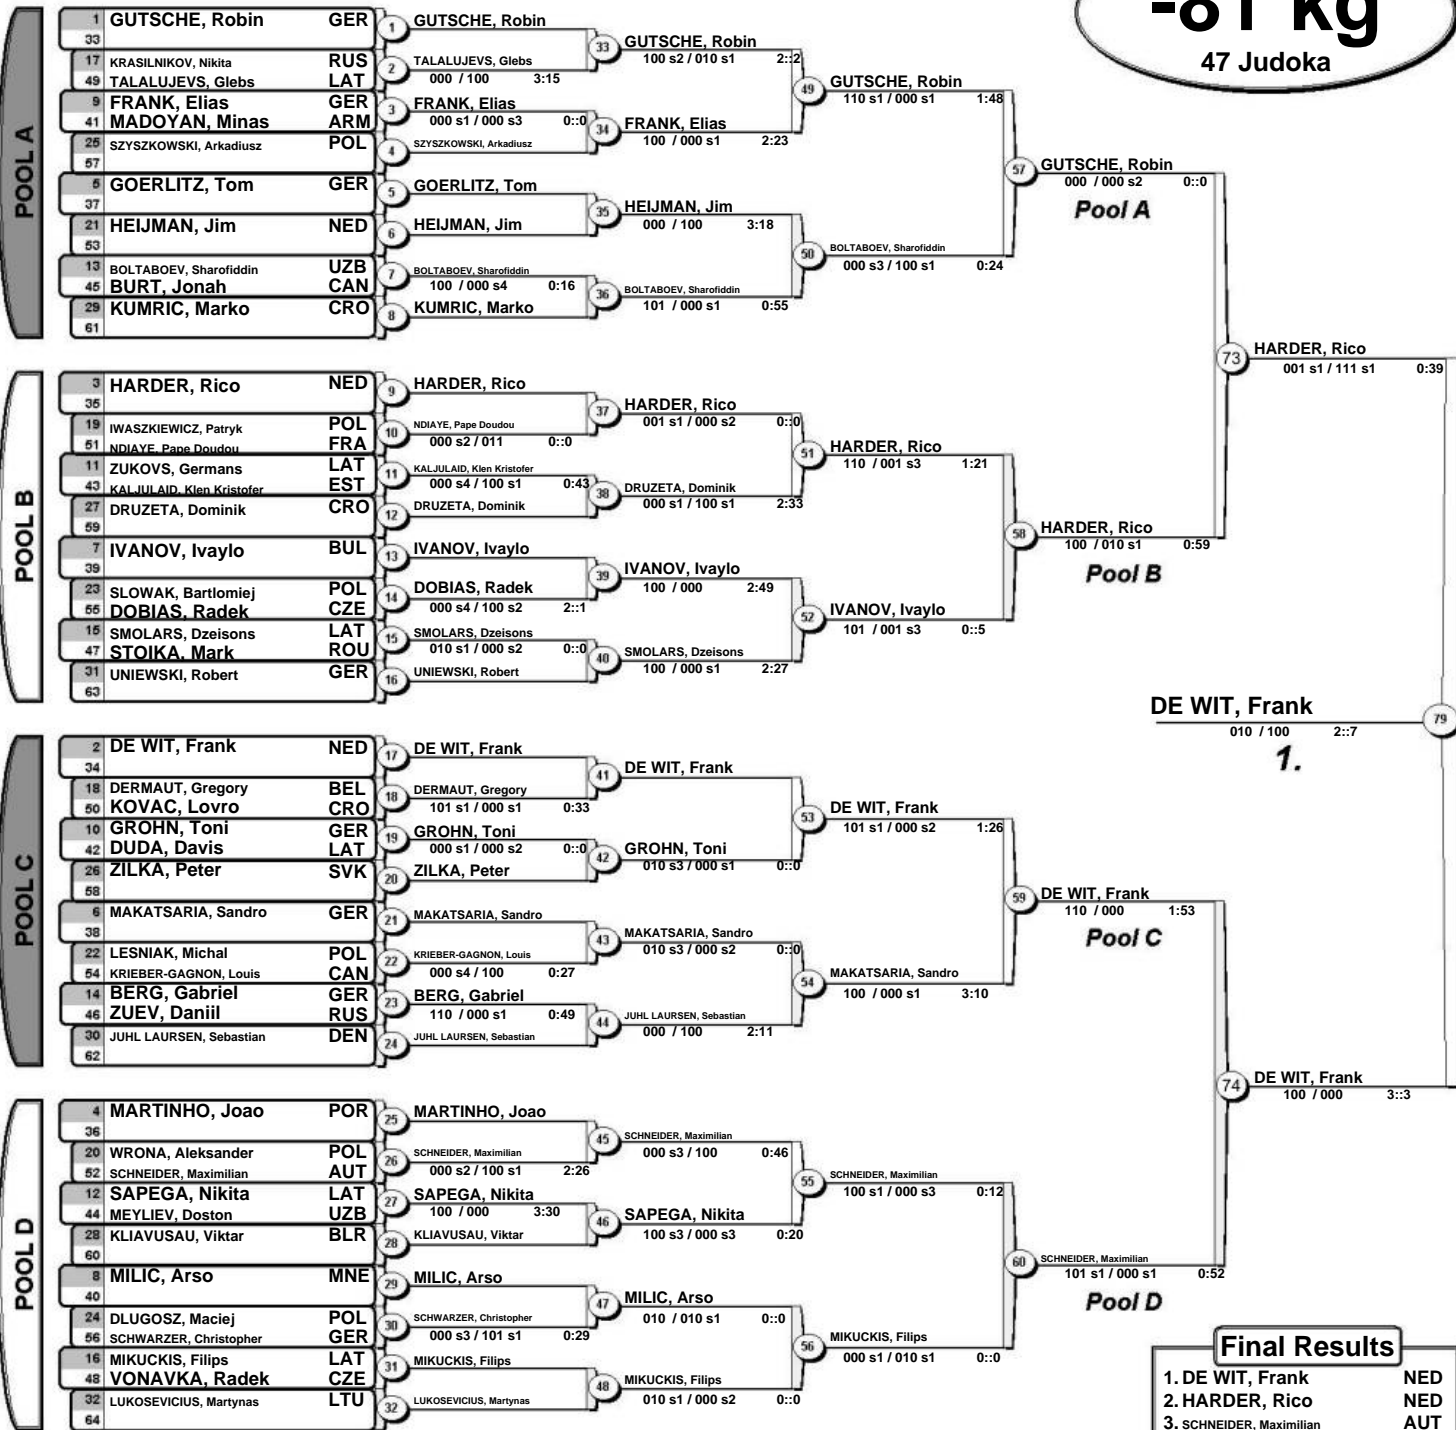 -81 kg
47 Judoka
POOL A
1 GUTSCHE, Robin GER
33
17 KRASILNIKOV, Nikita RUS
49 TALALUJEVS, Glebs LAT
9 FRANK, Elias GER
41 MADOYAN, Minas ARM
25 SZYSZKOWSKI, Arkadiusz POL
57
5 GOERLITZ, Tom GER
37
21 HEIJMAN, Jim NED
53
13 BOLTABOEV, Sharofiddin UZB
45 BURT, Jonah CAN
29 KUMRIC, Marko CRO
61
1 GUTSCHE, Robin
2 TALALUJEVS, Glebs
000 / 100 3:15
3 FRANK, Elias
000 s1 / 000 s3 0::0
4 SZYSZKOWSKI, Arkadiusz
5 GOERLITZ, Tom
6 HEIJMAN, Jim
7 BOLTABOEV, Sharofiddin
100 / 000 s4 0:16
8 KUMRIC, Marko
33 GUTSCHE, Robin
100 s2 / 010 s1 2::2
34 FRANK, Elias
100 / 000 s1 2:23
35 HEIJMAN, Jim
000 / 100 3:18
36 BOLTABOEV, Sharofiddin
101 / 000 s1 0:55
49 GUTSCHE, Robin
110 s1 / 000 s1 1:48
50 BOLTABOEV, Sharofiddin
000 s3 / 100 s1 0:24
57 GUTSCHE, Robin
000 / 000 s2 0::0
Pool A
POOL B
3 HARDER, Rico NED
35
19 IWASZKIEWICZ, Patryk POL
51 NDIAYE, Pape Doudou FRA
11 ZUKOVS, Germans LAT
43 KALJULAID, Klen Kristofer EST
27 DRUZETA, Dominik CRO
59
7 IVANOV, Ivaylo BUL
39
23 SLOWAK, Bartlomiej POL
55 DOBIAS, Radek CZE
15 SMOLARS, Dzeisons LAT
47 STOIKA, Mark ROU
31 UNIEWSKI, Robert GER
63
9 HARDER, Rico
10 NDIAYE, Pape Doudou
000 s2 / 011 0::0
11 KALJULAID, Klen Kristofer
000 s4 / 100 s1 0:43
12 DRUZETA, Dominik
13 IVANOV, Ivaylo
14 DOBIAS, Radek
000 s4 / 100 s2 2::1
15 SMOLARS, Dzeisons
010 s1 / 000 s2 0::0
16 UNIEWSKI, Robert
37 HARDER, Rico
001 s1 / 000 s2 0::0
38 DRUZETA, Dominik
000 s1 / 100 s1 2:33
39 IVANOV, Ivaylo
100 / 000 2:49
40 SMOLARS, Dzeisons
100 / 000 s1 2:27
51 HARDER, Rico
110 / 001 s3 1:21
52 IVANOV, Ivaylo
101 / 001 s3 0::5
58 HARDER, Rico
100 / 010 s1 0:59
Pool B
73 HARDER, Rico
001 s1 / 111 s1 0:39
DE WIT, Frank
79
010 / 100 2::7
1.
POOL C
2 DE WIT, Frank NED
34
18 DERMAUT, Gregory BEL
50 KOVAC, Lovro CRO
10 GROHN, Toni GER
42 DUDA, Davis LAT
26 ZILKA, Peter SVK
58
6 MAKATSARIA, Sandro GER
38
22 LESNIAK, Michal POL
54 KRIEBER-GAGNON, Louis CAN
14 BERG, Gabriel GER
46 ZUEV, Daniil RUS
30 JUHL LAURSEN, Sebastian DEN
62
17 DE WIT, Frank
18 DERMAUT, Gregory
101 s1 / 000 s1 0:33
19 GROHN, Toni
000 s1 / 000 s2 0::0
20 ZILKA, Peter
21 MAKATSARIA, Sandro
22 KRIEBER-GAGNON, Louis
000 s4 / 100 0:27
23 BERG, Gabriel
110 / 000 s1 0:49
24 JUHL LAURSEN, Sebastian
41 DE WIT, Frank
42 GROHN, Toni
010 s3 / 000 s1 0::0
43 MAKATSARIA, Sandro
010 s3 / 000 s2 0::0
44 JUHL LAURSEN, Sebastian
000 / 100 2:11
53 DE WIT, Frank
101 s1 / 000 s2 1:26
54 MAKATSARIA, Sandro
100 / 000 s1 3:10
59 DE WIT, Frank
110 / 000 1:53
Pool C
74 DE WIT, Frank
100 / 000 3::3
POOL D
4 MARTINHO, Joao POR
36
20 WRONA, Aleksander POL
52 SCHNEIDER, Maximilian AUT
12 SAPEGA, Nikita LAT
44 MEYLIEV, Doston UZB
28 KLIAVUSAU, Viktar BLR
60
8 MILIC, Arso MNE
40
24 DLUGOSZ, Maciej POL
56 SCHWARZER, Christopher GER
16 MIKUCKIS, Filips LAT
48 VONAVKA, Radek CZE
32 LUKOSEVICIUS, Martynas LTU
64
25 MARTINHO, Joao
26 SCHNEIDER, Maximilian
000 s2 / 100 s1 2:26
27 SAPEGA, Nikita
100 / 000 3:30
28 KLIAVUSAU, Viktar
29 MILIC, Arso
30 SCHWARZER, Christopher
000 s3 / 101 s1 0:29
31 MIKUCKIS, Filips
32 LUKOSEVICIUS, Martynas
45 SCHNEIDER, Maximilian
000 s3 / 100 0:46
46 SAPEGA, Nikita
100 s3 / 000 s3 0:20
47 MILIC, Arso
010 / 010 s1 0::0
48 MIKUCKIS, Filips
010 s1 / 000 s2 0::0
55 SCHNEIDER, Maximilian
100 s1 / 000 s3 0:12
56 MIKUCKIS, Filips
000 s1 / 010 s1 0::0
60 SCHNEIDER, Maximilian
101 s1 / 000 s1 0:52
Pool D
Final Results
1. DE WIT, Frank NED
2. HARDER, Rico NED
3. SCHNEIDER, Maximilian AUT